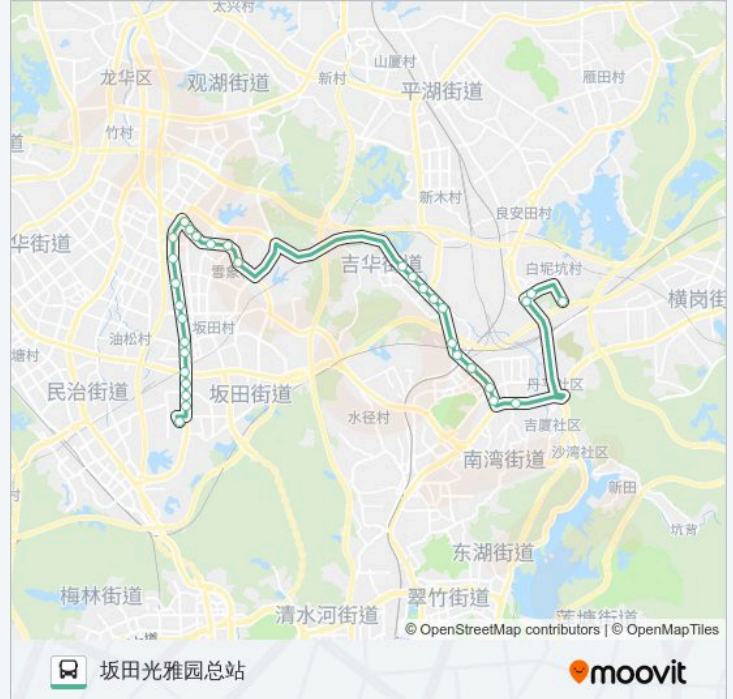 太兴村
山厦村
龙华区
观湖街道
新村
雁田村
平湖街道
竹村
道
新木村
良安田村
华街道
吉华街道
白坭坑村
雪象
横岗街
坂田村
油松村
塘村
民治街道
坂田街道
丹平社区
水径村
吉厦社区
沙湾社区
南湾街道
新田
村
坑背
东湖街道
梅林街道
翠竹街道
清水河街道
莲塘街道
© OpenStreetMap contributors | © OpenMapTiles
坂田光雅园总站
moovit